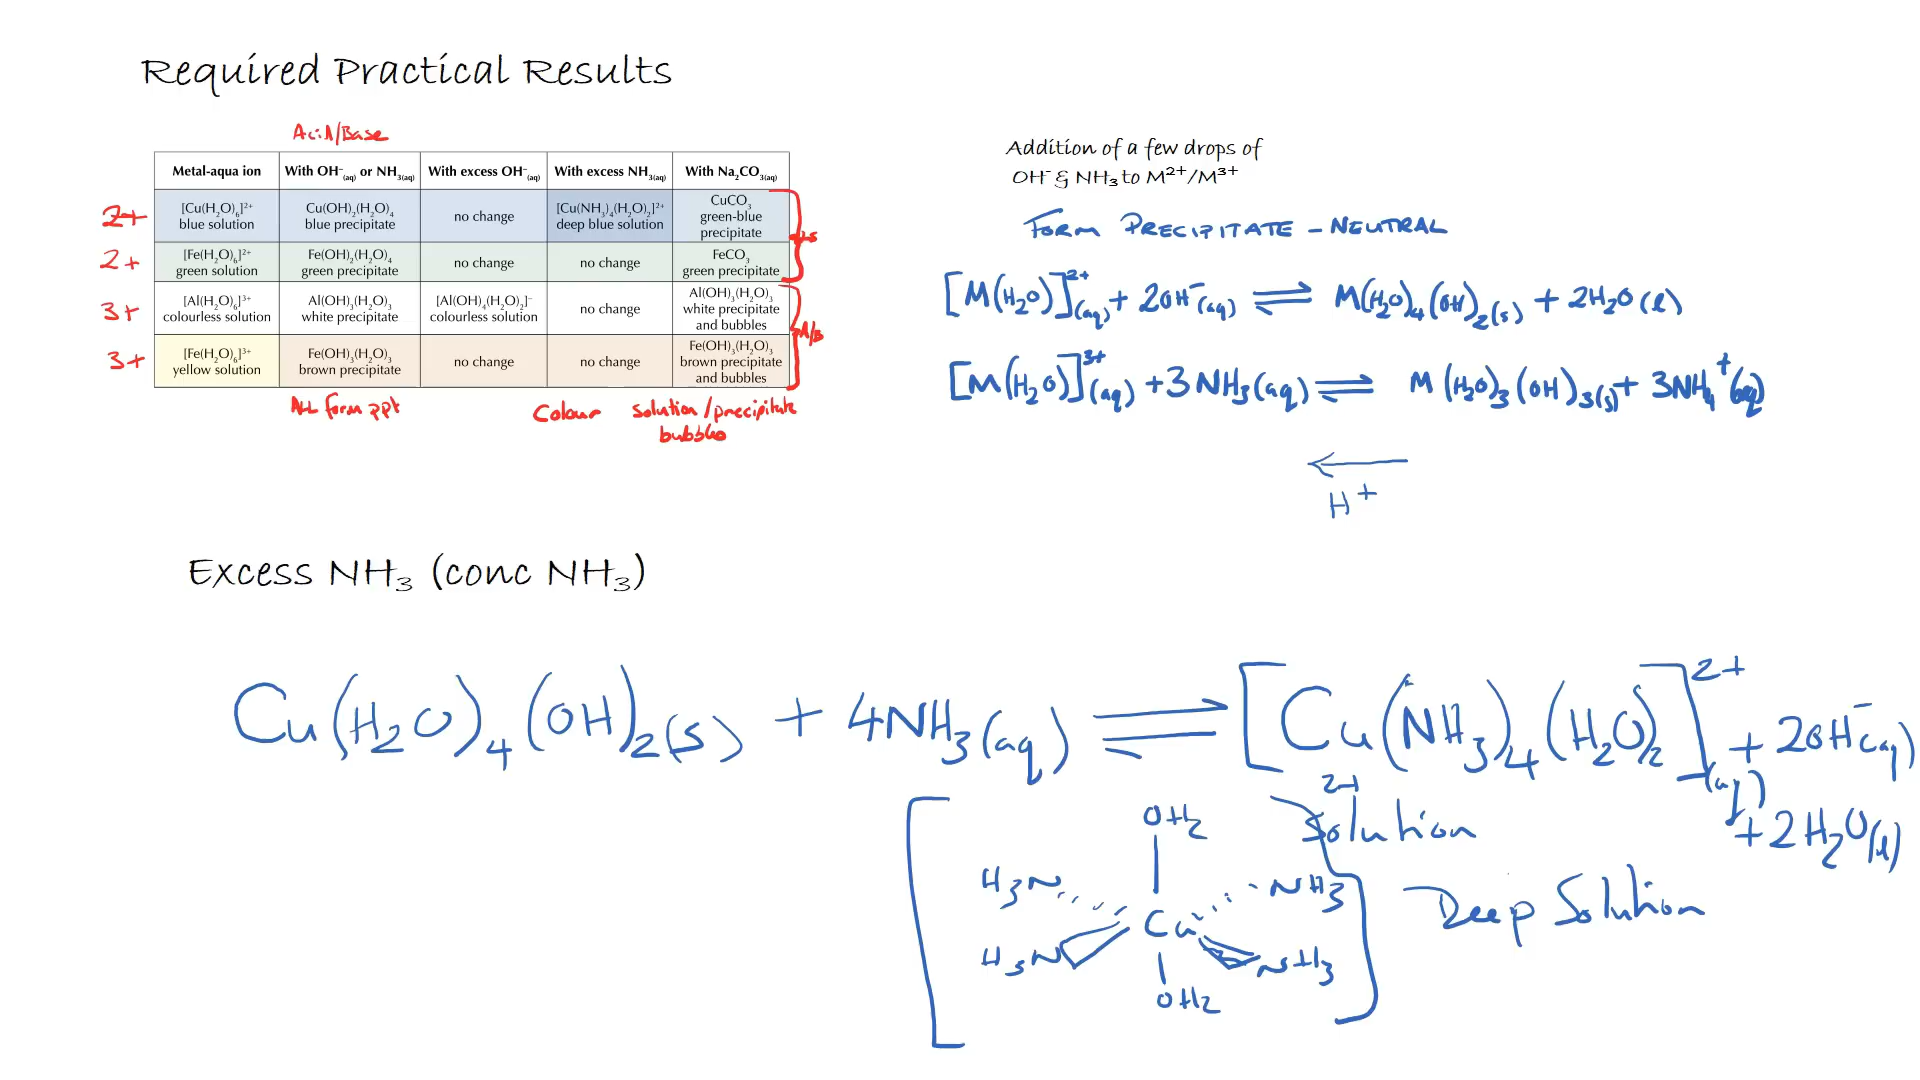 Required Practical Results
Acid/Base
Metal-aqua ion | With OH⁻(aq) or NH₃(aq) | With excess OH⁻(aq) | With excess NH₃(aq) | With Na₂CO₃(aq)
2+ | [Cu(H₂O)₆]²⁺ blue solution | Cu(OH)₂(H₂O)₄ blue precipitate | no change | [Cu(NH₃)₄(H₂O)₂]²⁺ deep blue solution | CuCO₃ green-blue precipitate
2+ | [Fe(H₂O)₆]²⁺ green solution | Fe(OH)₂(H₂O)₄ green precipitate | no change | no change | FeCO₃ green precipitate
3+ | [Al(H₂O)₆]³⁺ colourless solution | Al(OH)₃(H₂O)₃ white precipitate | [Al(OH)₄(H₂O)₂]⁻ colourless solution | no change | Al(OH)₃(H₂O)₃ white precipitate and bubbles
A/B
3+ | [Fe(H₂O)₆]³⁺ yellow solution | Fe(OH)₃(H₂O)₃ brown precipitate | no change | no change | Fe(OH)₃(H₂O)₃ brown precipitate and bubbles
ALL form ppt
Colour
solution/precipitate
bubbles
Addition of a few drops of
OH⁻ & NH₃ to M²⁺/M³⁺
FORM PRECIPITATE - NEUTRAL
[M(H₂O)]²⁺(aq) + 2OH⁻(aq) ⇌ M(H₂O)₄(OH)₂(s) + 2H₂O(l)
[M(H₂O)]³⁺(aq) + 3NH₃(aq) ⇌ M(H₂O)₃(OH)₃(s) + 3NH₄⁺(aq)
←
H⁺
Excess NH₃ (conc NH₃)
Cu(H₂O)₄(OH)₂(s) + 4NH₃(aq) ⇌ [Cu(NH₃)₄(H₂O)₂]²⁺(aq) + 2OH⁻(aq)
+ 2H₂O(l)
Solution
2+
OH₂
H₃N
NH₃
Cu
H₃N
NH₃
OH₂
Deep Solution